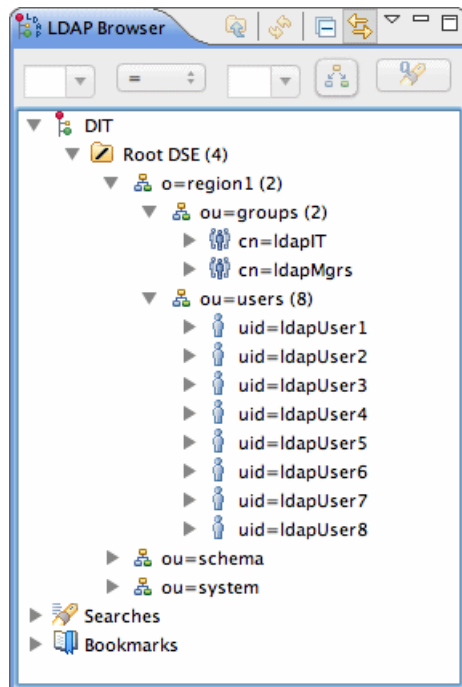 LDAP Browser
=
DIT
Root DSE (4)
o=region1 (2)
ou=groups (2)
cn=ldapIT
cn=ldapMgrs
ou=users (8)
uid=ldapUser1
uid=ldapUser2
uid=ldapUser3
uid=ldapUser4
uid=ldapUser5
uid=ldapUser6
uid=ldapUser7
uid=ldapUser8
ou=schema
ou=system
Searches
Bookmarks